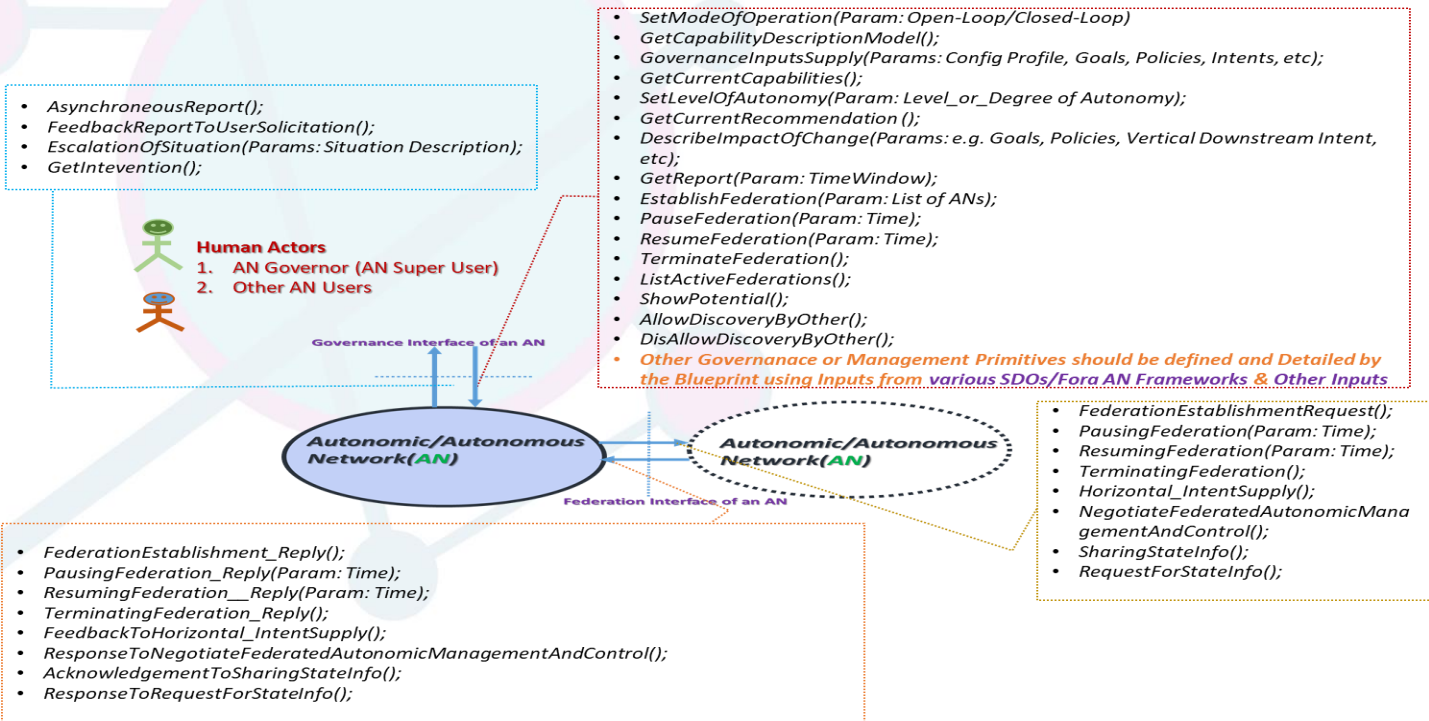 • SetModeOfOperation(Param: Open-Loop/Closed-Loop)
• GetCapabilityDescriptionModel();
• GovernanceInputsSupply(Params: Config Profile, Goals, Policies, Intents, etc);
• GetCurrentCapabilities();
• SetLevelOfAutonomy(Param: Level_or_Degree of Autonomy);
• GetCurrentRecommendation ();
• DescribeImpactOfChange(Params: e.g. Goals, Policies, Vertical Downstream Intent,
etc);
• GetReport(Param: TimeWindow);
• EstablishFederation(Param: List of ANs);
• PauseFederation(Param: Time);
• ResumeFederation(Param: Time);
• TerminateFederation();
• ListActiveFederations();
• ShowPotential();
• AllowDiscoveryByOther();
• DisAllowDiscoveryByOther();
• Other Governanace or Management Primitives should be defined and Detailed by
the Blueprint using Inputs from various SDOs/Fora AN Frameworks & Other Inputs
• AsynchroneousReport();
• FeedbackReportToUserSolicitation();
• EscalationOfSituation(Params: Situation Description);
• GetIntevention();
Human Actors
1. AN Governor (AN Super User)
2. Other AN Users
Governance Interface of an AN
Autonomic/Autonomous
Network(AN)
Autonomic/Autonomous
Network(AN)
Federation Interface of an AN
• FederationEstablishmentRequest();
• PausingFederation(Param: Time);
• ResumingFederation(Param: Time);
• TerminatingFederation();
• Horizontal_IntentSupply();
• NegotiateFederatedAutonomicMana
gementAndControl();
• SharingStateInfo();
• RequestForStateInfo();
• FederationEstablishment_Reply();
• PausingFederation_Reply(Param: Time);
• ResumingFederation__Reply(Param: Time);
• TerminatingFederation_Reply();
• FeedbackToHorizontal_IntentSupply();
• ResponseToNegotiateFederatedAutonomicManagementAndControl();
• AcknowledgementToSharingStateInfo();
• ResponseToRequestForStateInfo();